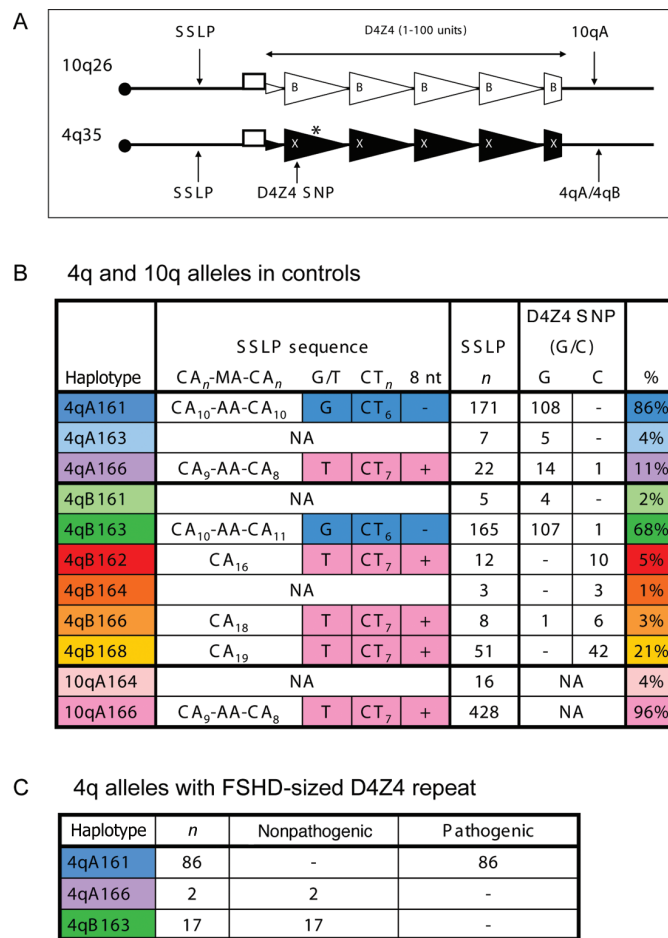 A
SSLP D4Z4 (1-100 units) 10qA
10q26
B B B B B
4q35 *
X X X X X
SSLP D4Z4 SNP 4qA/4qB
B 4q and 10q alleles in controls
D4Z4 SNP
SSLP sequence SSLP (G/C)
Haplotype CAn-MA-CAn G/T CTn 8 nt n G C %
4qA161 CA10-AA-CA10 G CT6 - 171 108 - 86%
4qA163 NA 7 5 - 4%
4qA166 CA9-AA-CA8 T CT7 + 22 14 1 11%
4qB161 NA 5 4 - 2%
4qB163 CA10-AA-CA11 G CT6 - 165 107 1 68%
4qB162 CA16 T CT7 + 12 - 10 5%
4qB164 NA 3 - 3 1%
4qB166 CA18 T CT7 + 8 1 6 3%
4qB168 CA19 T CT7 + 51 - 42 21%
10qA164 NA 16 NA 4%
10qA166 CA9-AA-CA8 T CT7 + 428 NA 96%
C 4q alleles with FSHD-sized D4Z4 repeat
Haplotype n Nonpathogenic Pathogenic
4qA161 86 - 86
4qA166 2 2 -
4qB163 17 17 -